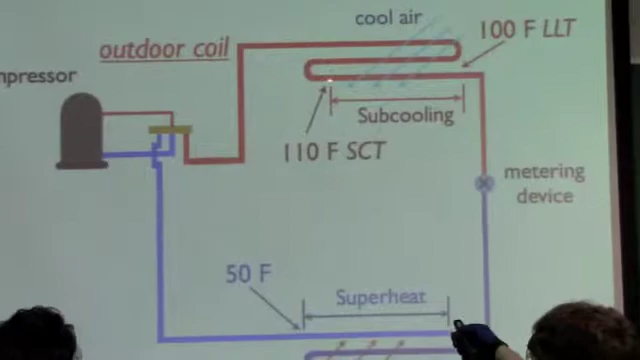 cool air
100 F LLT
outdoor coil
mpressor
Subcooling
110 F SCT
metering
device
50 F
Superheat